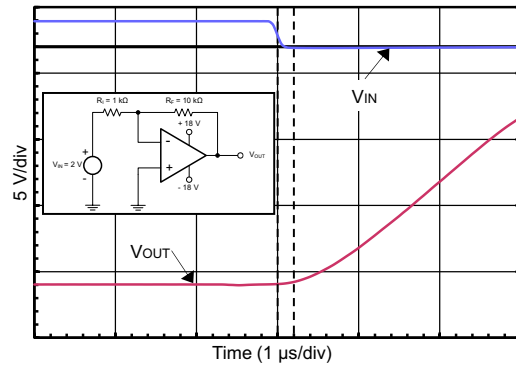 VIN
R₁ = 1 kΩ
R₂ = 10 kΩ
+ 18 V
-
+
VIN = 2 V
+
-
VOUT
- 18 V
5 V/div
VOUT
Time (1 µs/div)